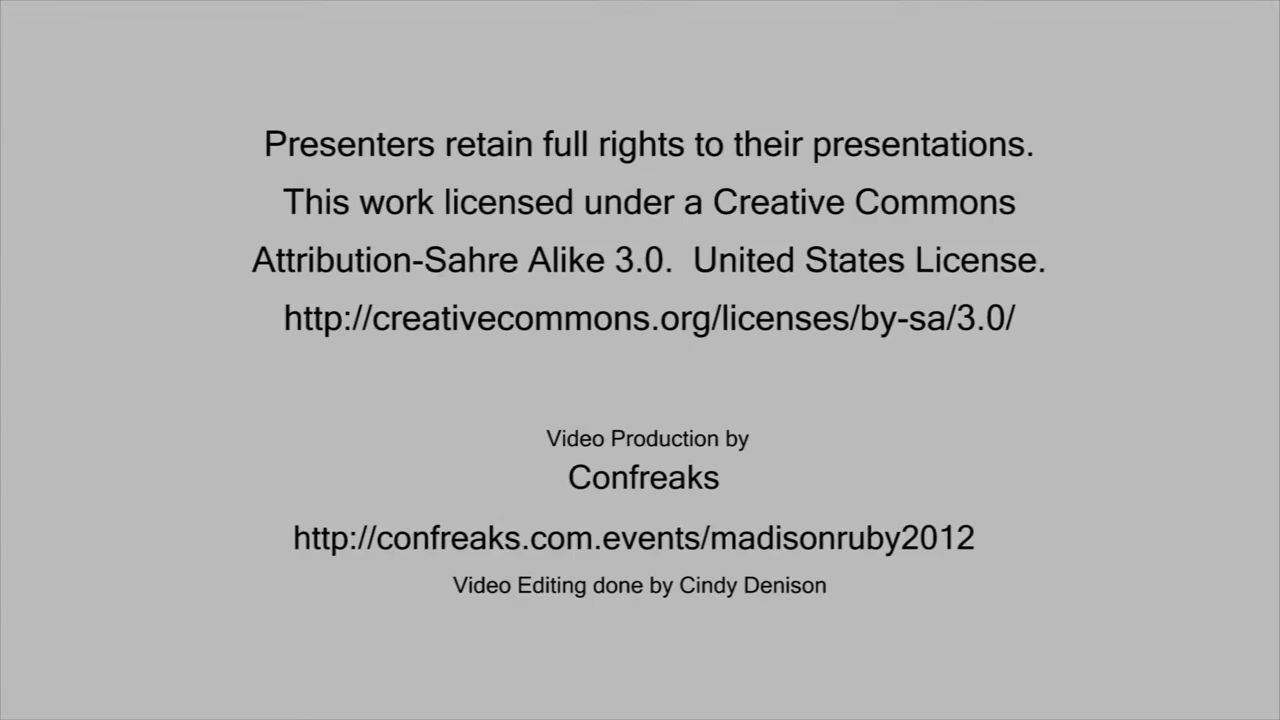 Presenters retain full rights to their presentations.
This work licensed under a Creative Commons
Attribution-Sahre Alike 3.0.  United States License.
http://creativecommons.org/licenses/by-sa/3.0/
Video Production by
Confreaks
http://confreaks.com.events/madisonruby2012
Video Editing done by Cindy Denison